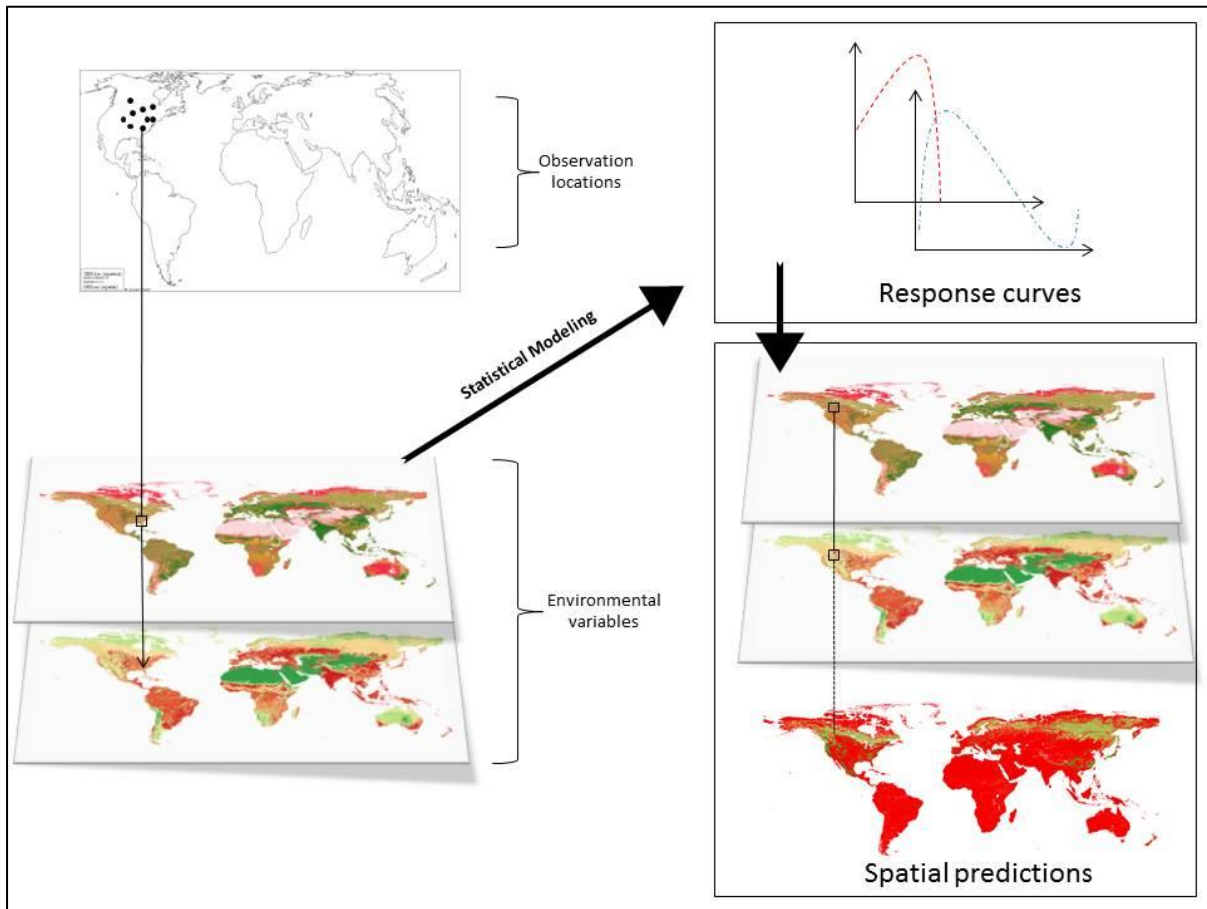 Observation
locations
Statistical Modeling
Environmental
variables
Response curves
Spatial predictions